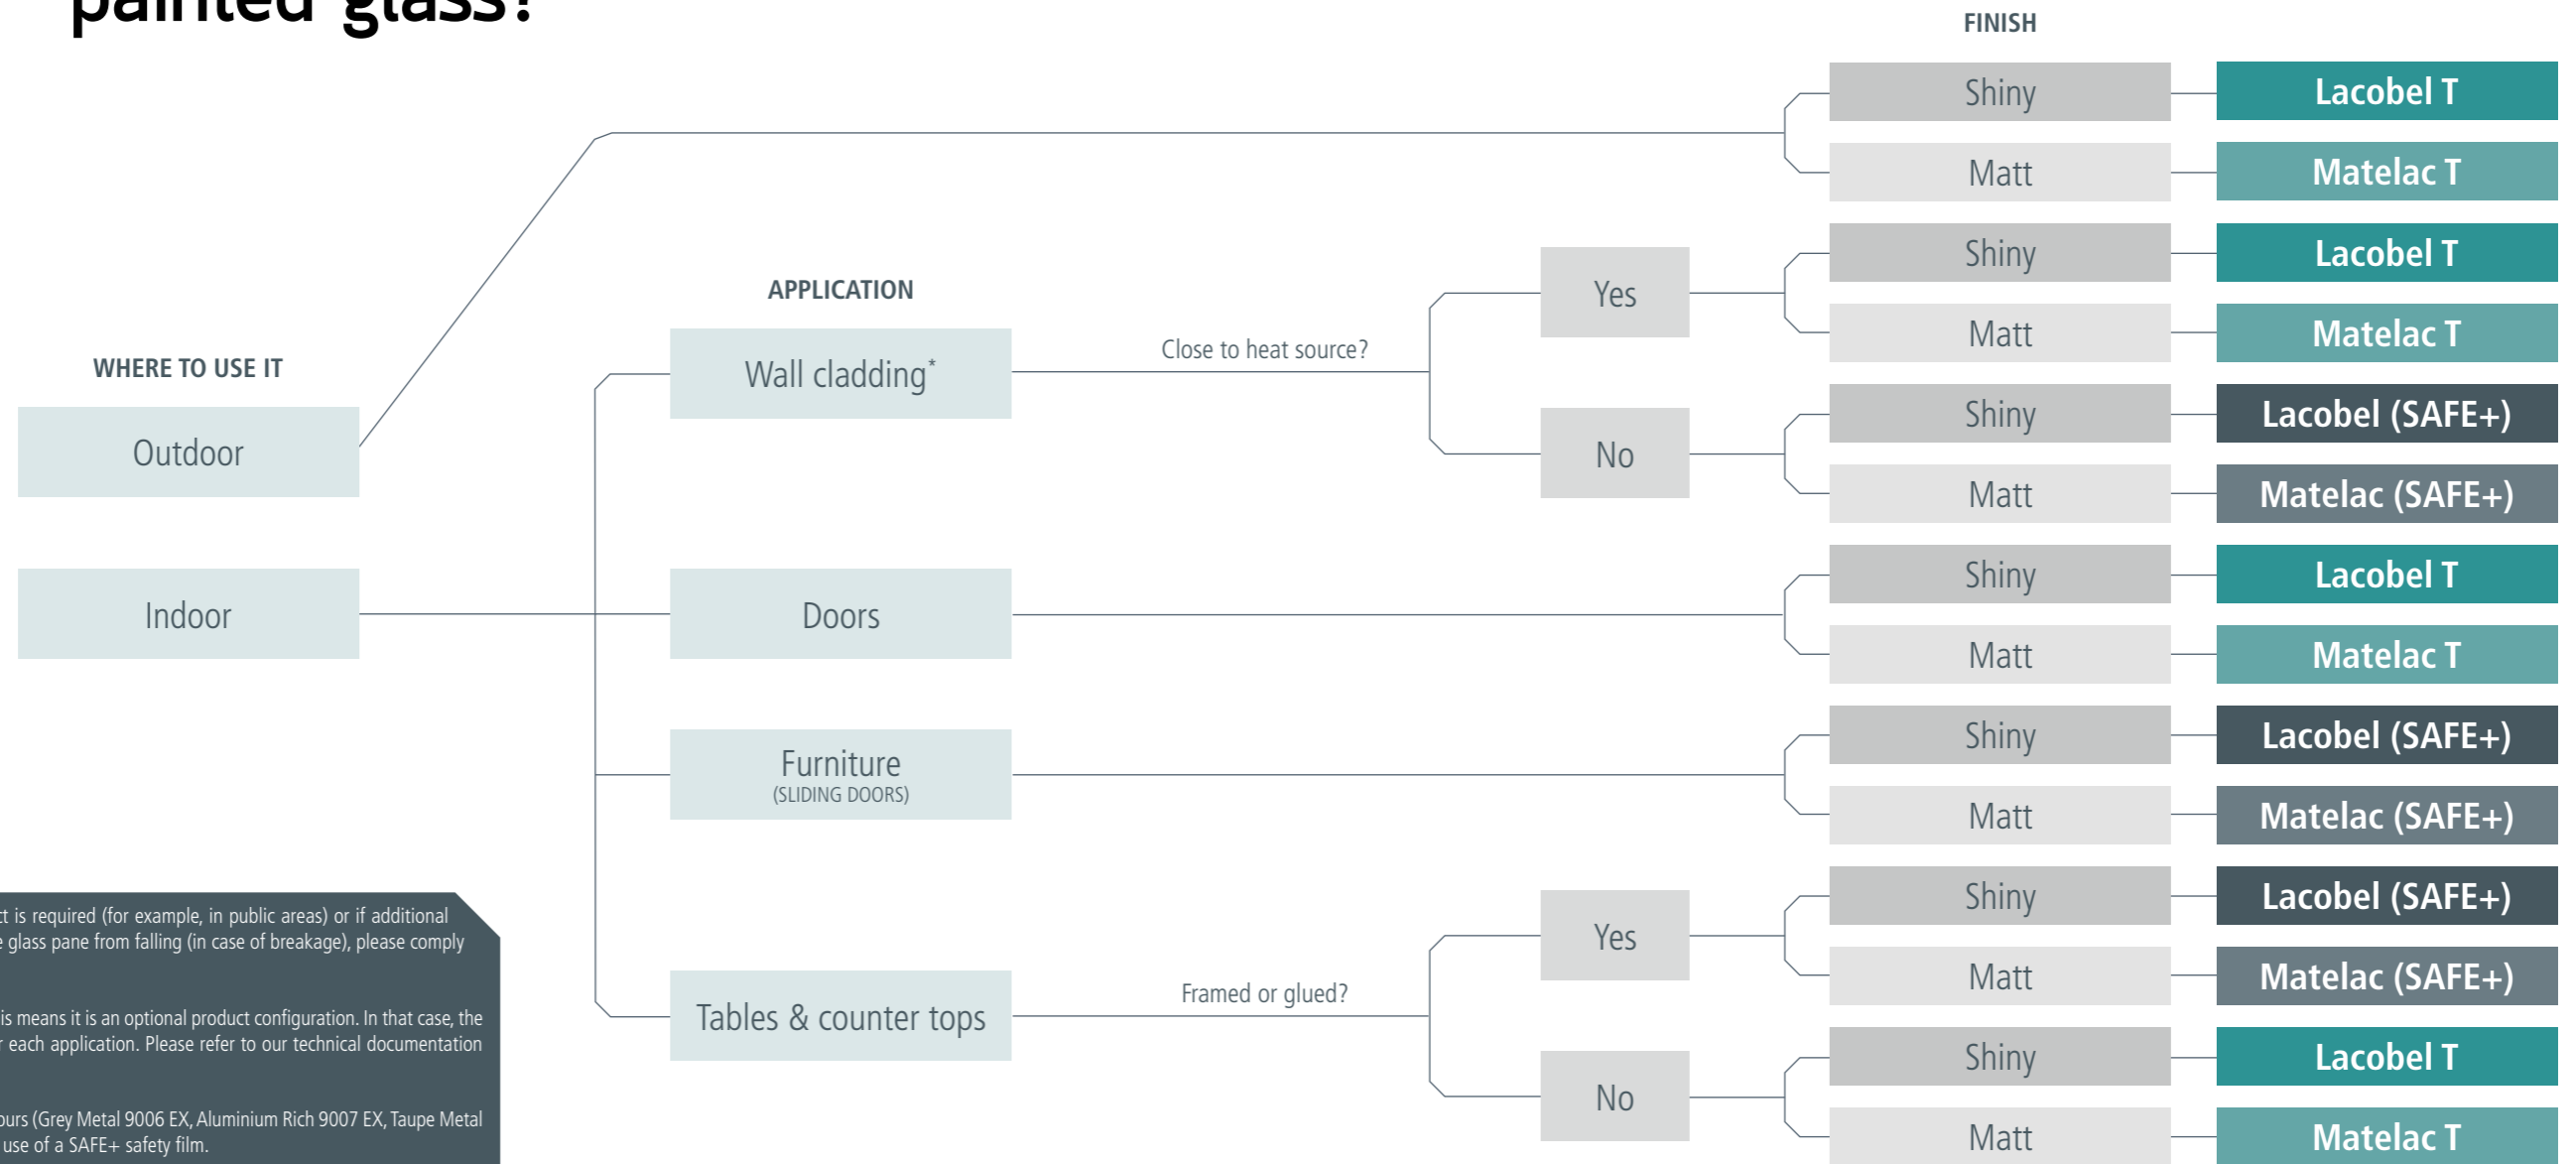 painted glass?
FINISH
Shiny
Lacobel T
Matt
Matelac T
Shiny
Lacobel T
Yes
APPLICATION
Matt
Matelac T
Close to heat source?
WHERE TO USE IT
Wall cladding*
Shiny
Lacobel (SAFE+)
Outdoor
No
Matt
Matelac (SAFE+)
Shiny
Lacobel T
Indoor
Doors
Matt
Matelac T
Shiny
Lacobel (SAFE+)
Furniture
(SLIDING DOORS)
Matt
Matelac (SAFE+)
Shiny
Lacobel (SAFE+)
Yes
Matt
Matelac (SAFE+)
Framed or glued?
Tables & counter tops
Shiny
Lacobel T
No
Matt
Matelac T
is required (for example, in public areas) or if additional
glass pane from falling (in case of breakage), please comply
means it is an optional product configuration. In that case, the
each application. Please refer to our technical documentation
(Grey Metal 9006 EX, Aluminium Rich 9007 EX, Taupe Metal
use of a SAFE+ safety film.